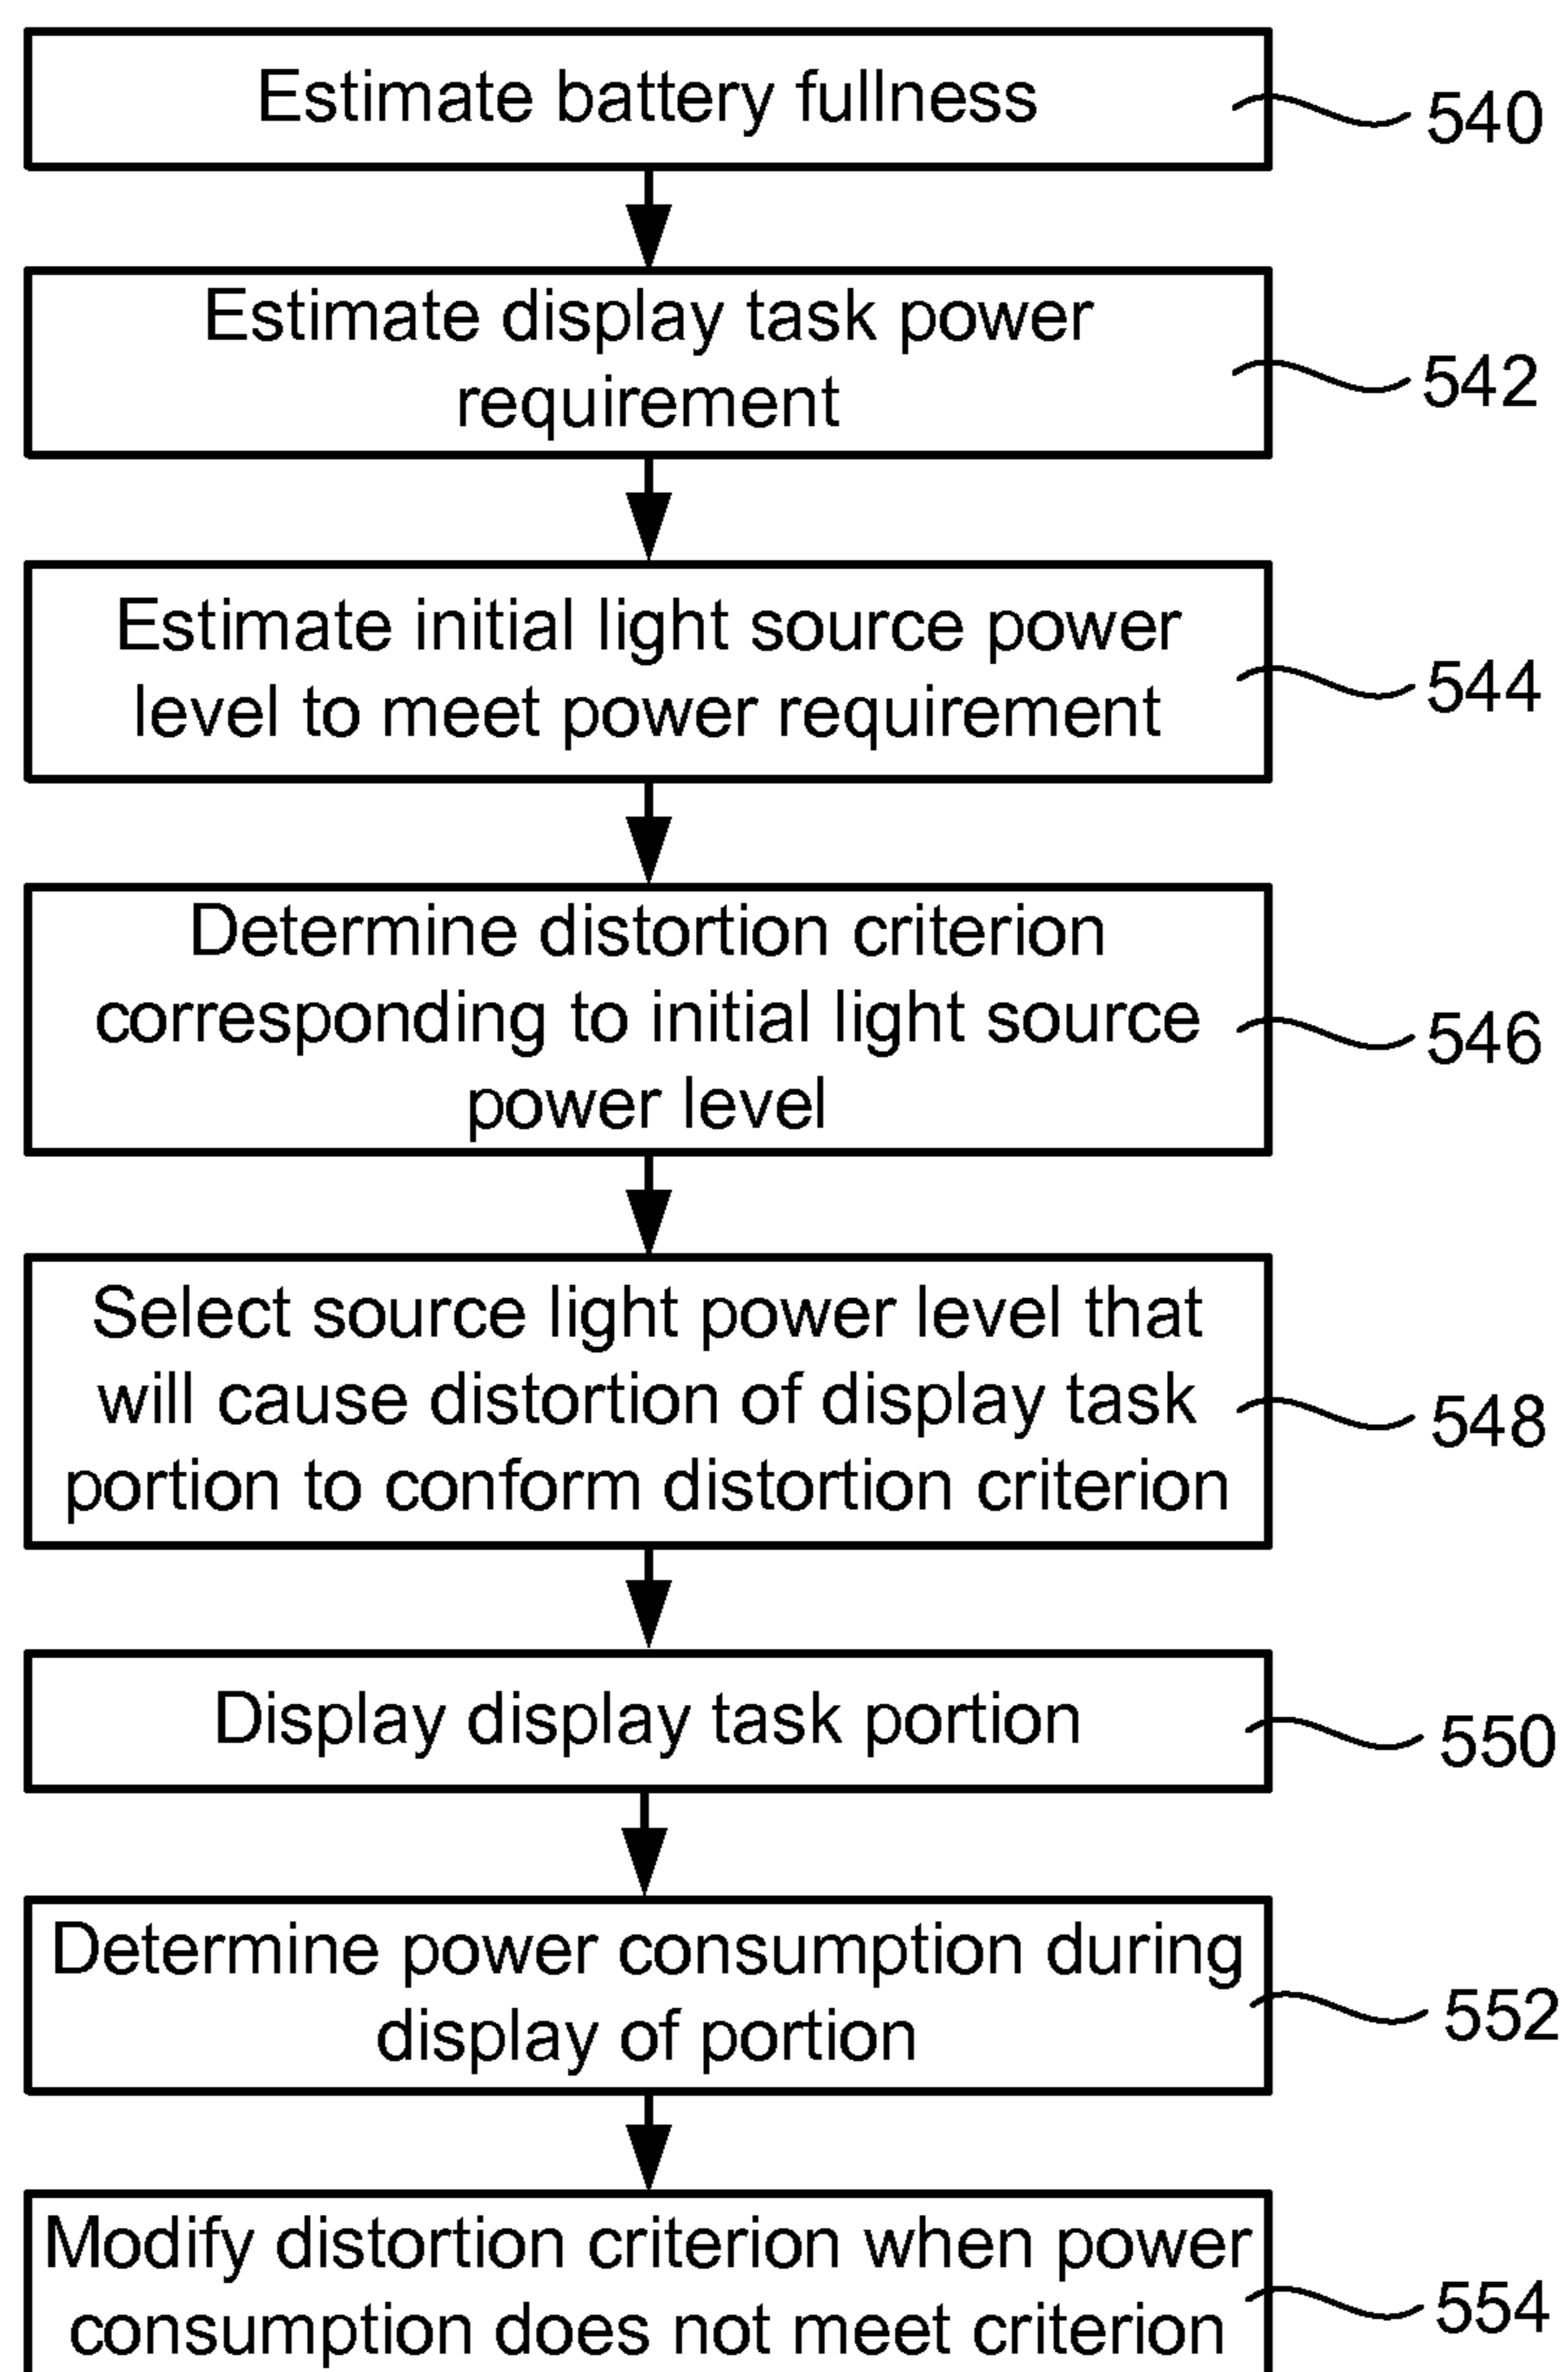 Estimate battery fullness
540
Estimate display task power
requirement
542
Estimate initial light source power
level to meet power requirement
544
Determine distortion criterion
corresponding to initial light source
power level
546
Select source light power level that
will cause distortion of display task
portion to conform distortion criterion
548
Display display task portion
550
Determine power consumption during
display of portion
552
Modify distortion criterion when power
consumption does not meet criterion
554